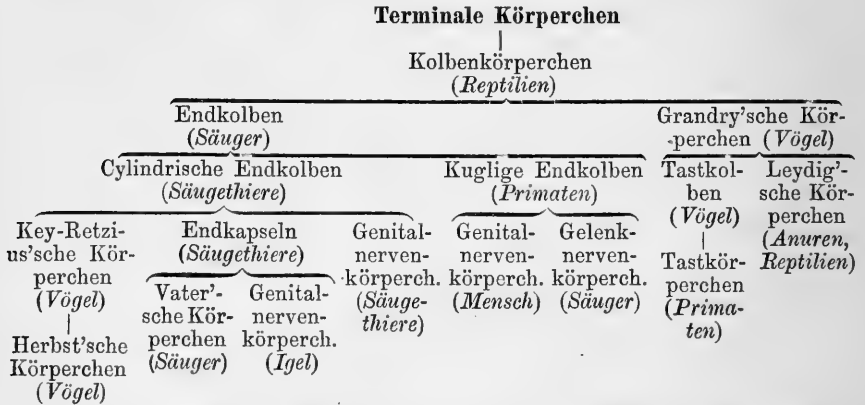 Terminale Körperchen
Kolbenkörperchen
(Reptilien)
Endkolben
(Säuger)
Grandry'sche Kör-
perchen (Vögel)
Cylindrische Endkolben
(Säugethiere)
Kuglige Endkolben
(Primaten)
Tastkol-
ben
(Vögel)
Tastkör-
perchen
(Prima-
ten)
Leydig'-
sche Kör-
perchen
(Anuren,
Reptilien)
Key-Retzi-
us'sche Kör-
perchen
(Vögel)
Herbst'sche
Körperchen
(Vögel)
Endkapseln
(Säugethiere)
Vater'-
sche Kör-
perchen
(Säuger)
Genital-
nerven-
körperch.
(Igel)
Genital-
nerven-
körperch.
(Säuge-
thiere)
Genital-
nerven-
körperch.
(Mensch)
Gelenk-
nerven-
körperch.
(Säuger)